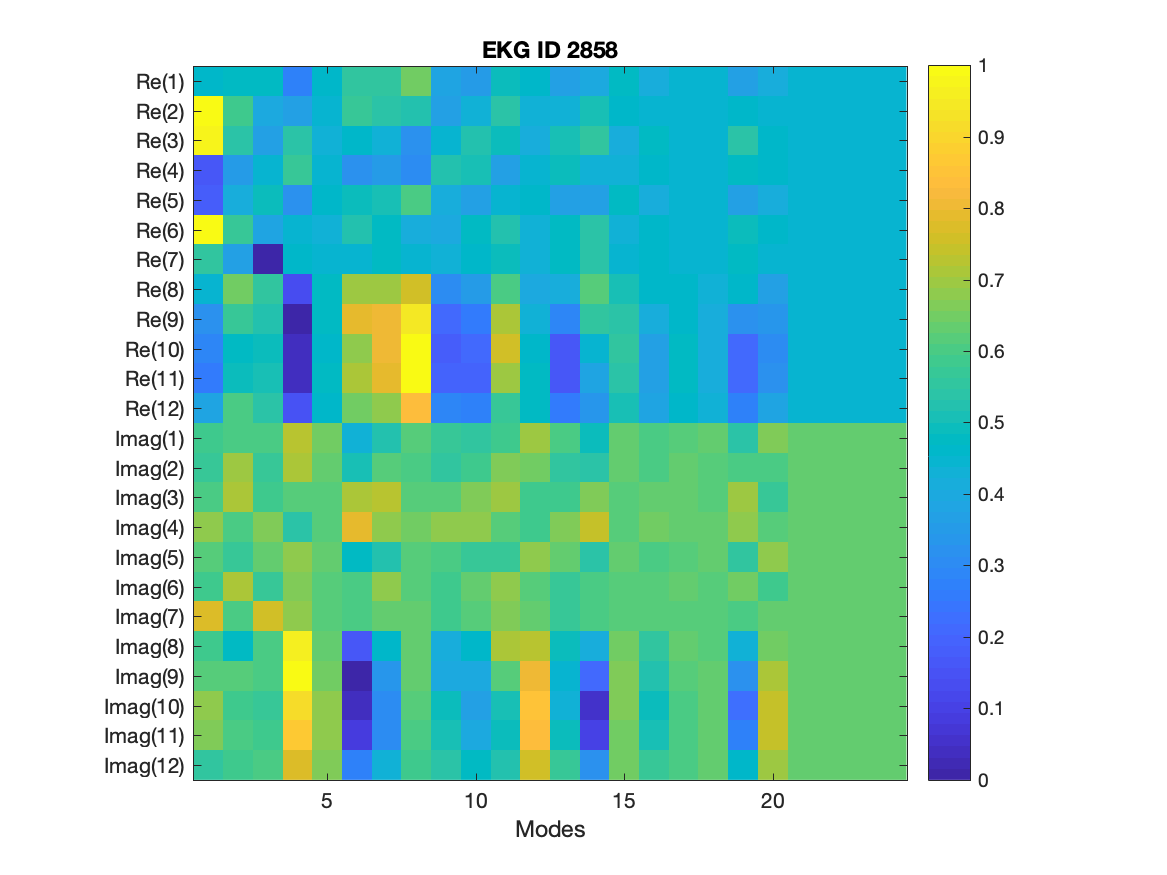 EKG ID 2858
Re(1)
Re(2)
Re(3)
Re(4)
Re(5)
Re(6)
Re(7)
Re(8)
Re(9)
Re(10)
Re(11)
Re(12)
Imag(1)
Imag(2)
Imag(3)
Imag(4)
Imag(5)
Imag(6)
Imag(7)
Imag(8)
Imag(9)
Imag(10)
Imag(11)
Imag(12)
5 10 15 20
Modes
1
0.9
0.8
0.7
0.6
0.5
0.4
0.3
0.2
0.1
0